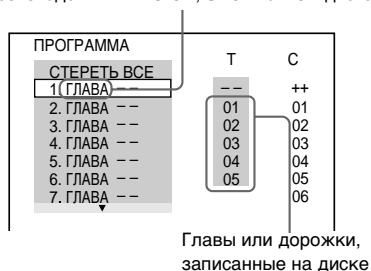 ПРОГРАММА
T C
СТЕРЕТЬ ВСЕ
1. ГЛАВА – – – – ++
2. ГЛАВА – – 01 01
3. ГЛАВА – – 02 02
4. ГЛАВА – – 03 03
5. ГЛАВА – – 04 04
6. ГЛАВА – – 05 05
7. ГЛАВА – – 06
Главы или дорожки,
записанные на диске